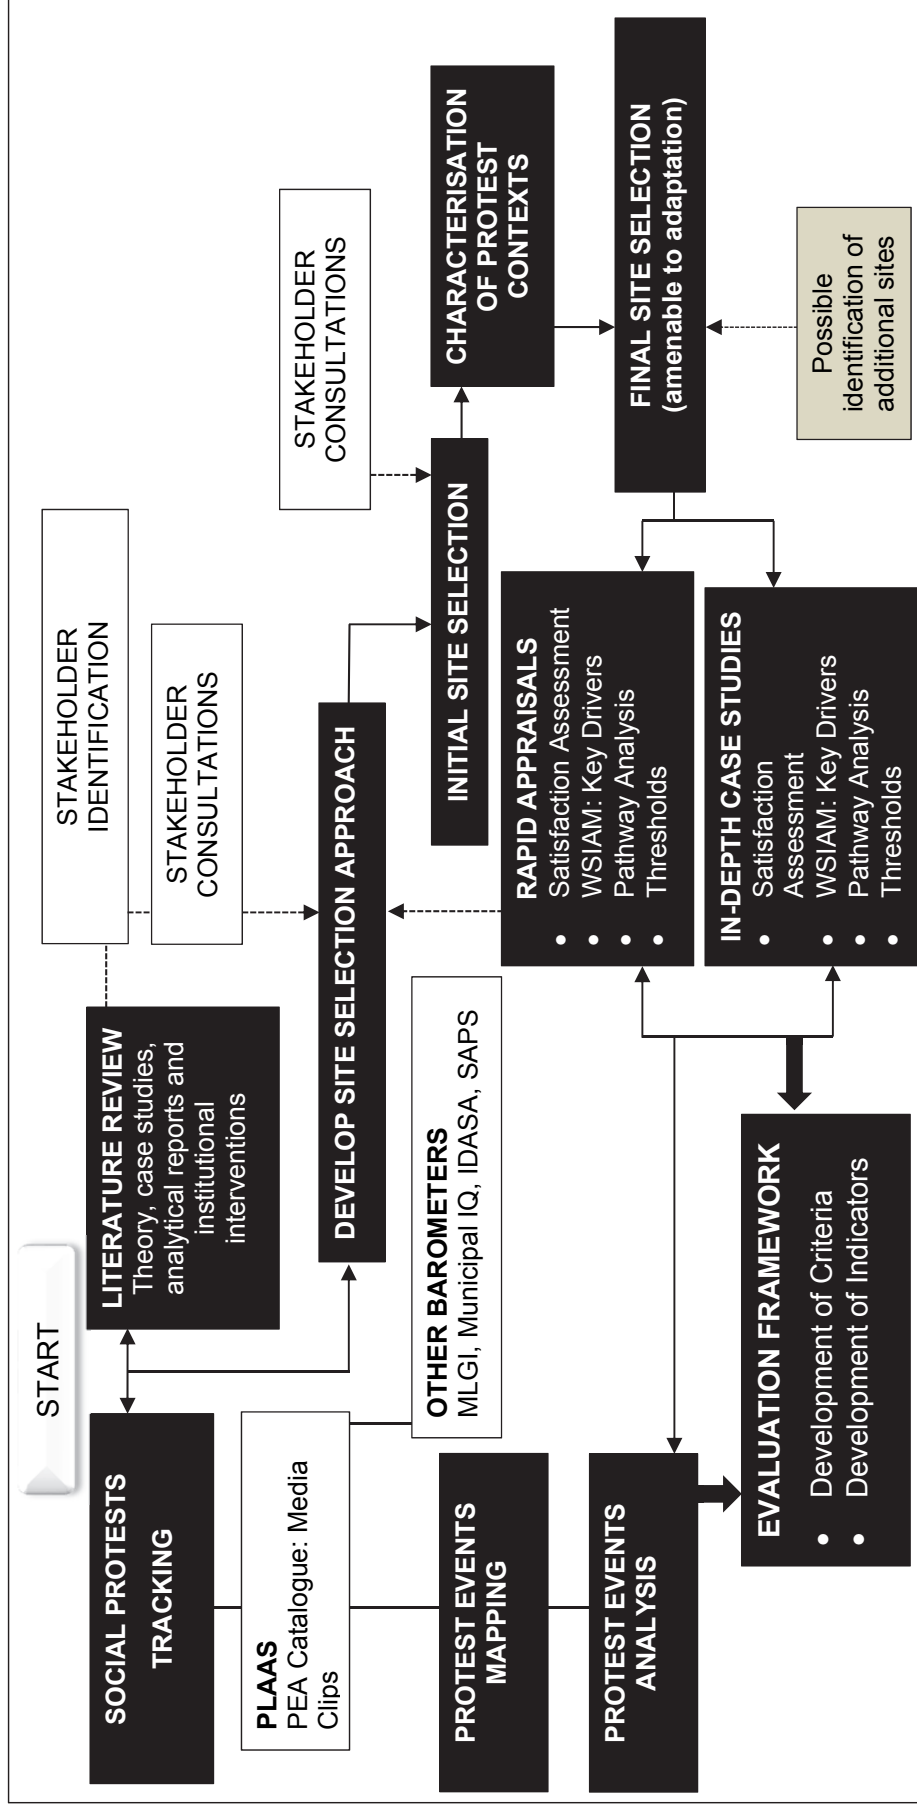 START
SOCIAL PROTESTS
TRACKING
LITERATURE REVIEW
Theory, case studies,
analytical reports and
institutional
interventions
STAKEHOLDER
IDENTIFICATION
STAKEHOLDER
CONSULTATIONS
STAKEHOLDER
CONSULTATIONS
PLAAS
PEA Catalogue: Media
Clips
DEVELOP SITE SELECTION APPROACH
INITIAL SITE SELECTION
CHARACTERISATION
OF PROTEST
CONTEXTS
OTHER BAROMETERS
MLGI, Municipal IQ, IDASA, SAPS
PROTEST EVENTS
MAPPING
RAPID APPRAISALS
• Satisfaction Assessment
• WSIAM: Key Drivers
• Pathway Analysis
• Thresholds
FINAL SITE SELECTION
(amenable to adaptation)
PROTEST EVENTS
ANALYSIS
IN-DEPTH CASE STUDIES
• Satisfaction
Assessment
• WSIAM: Key Drivers
• Pathway Analysis
• Thresholds
Possible
identification of
additional sites
EVALUATION FRAMEWORK
• Development of Criteria
• Development of Indicators